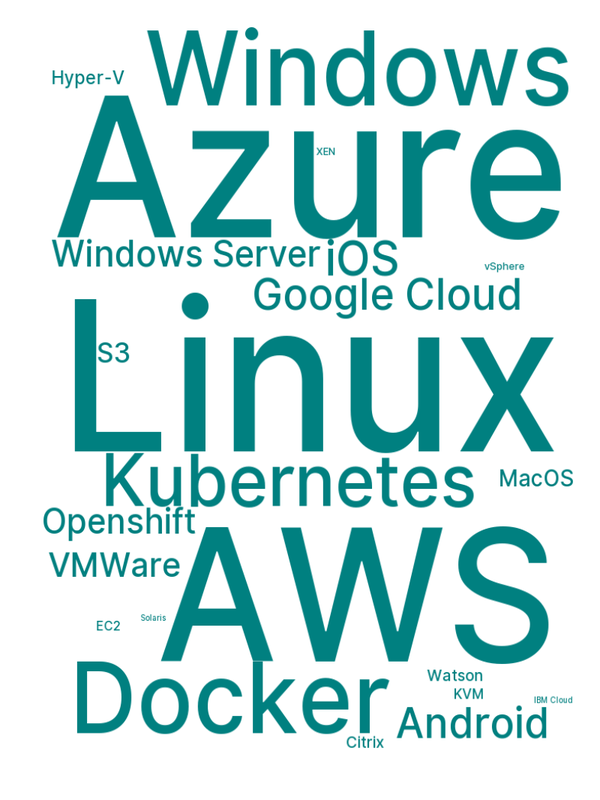 Windows
Hyper-V
Azure
XEN
Windows Server
iOS
vSphere
Google Cloud
Linux
S3
Kubernetes
MacOS
Openshift
AWS
VMWare
Solaris
EC2
Docker
Watson
KVM
IBM Cloud
Android
Citrix